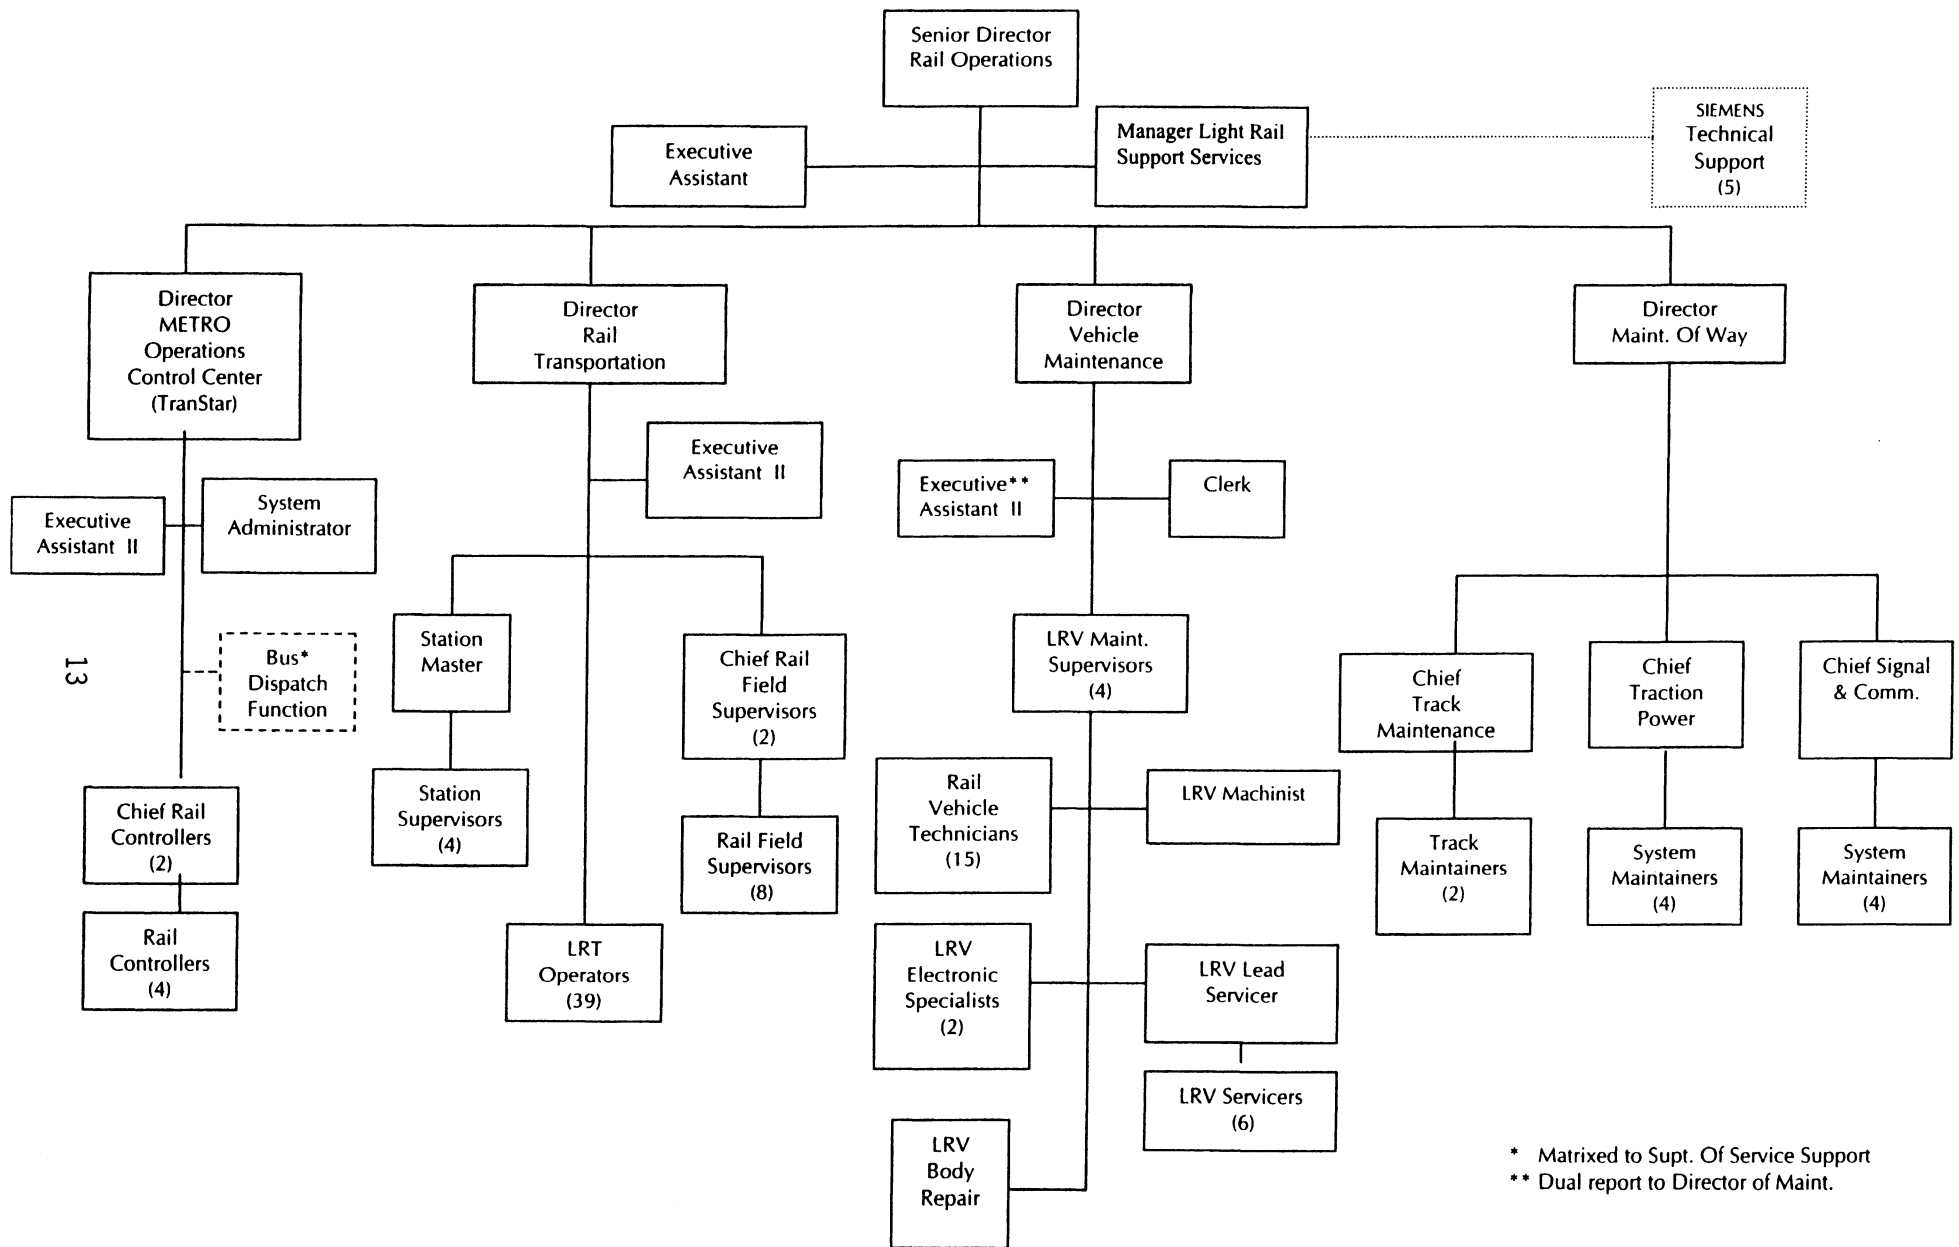 Senior Director
Rail Operations
Executive
Assistant
Manager Light Rail
Support Services
SIEMENS
Technical
Support
(5)
Director
METRO
Operations
Control Center
(TranStar)
Director
Rail
Transportation
Director
Vehicle
Maintenance
Director
Maint. Of Way
Executive
Assistant II
System
Administrator
Executive
Assistant II
Executive**
Assistant II
Clerk
13
Bus*
Dispatch
Function
Station
Master
Chief Rail
Field
Supervisors
(2)
LRV Maint.
Supervisors
(4)
Chief
Track
Maintenance
Chief
Traction
Power
Chief Signal
& Comm.
Chief Rail
Controllers
(2)
Station
Supervisors
(4)
Rail Field
Supervisors
(8)
Rail
Vehicle
Technicians
(15)
LRV Machinist
Track
Maintainers
(2)
System
Maintainers
(4)
System
Maintainers
(4)
Rail
Controllers
(4)
LRT
Operators
(39)
LRV
Electronic
Specialists
(2)
LRV Lead
Servicer
LRV Servicers
(6)
LRV
Body
Repair
* Matrixed to Supt. Of Service Support
** Dual report to Director of Maint.